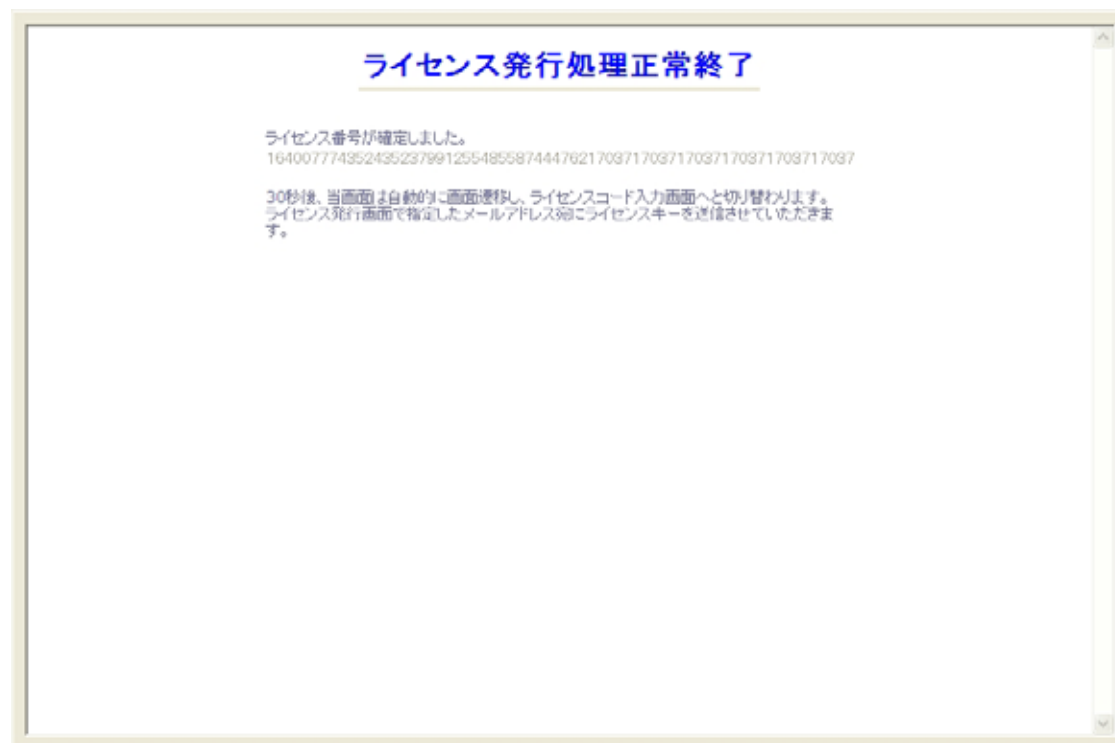 ライセンス発行処理正常終了
ライセンス番号が確定しました。
164007774352435237991255485587444762170371703717037170371703717037
30秒後、当画面は自動的に画面遷移し、ライセンスコード入力画面へと切り替わります。
ライセンス発行画面で指定したメールアドレス宛にライセンスキーを送信させていただきま
す。